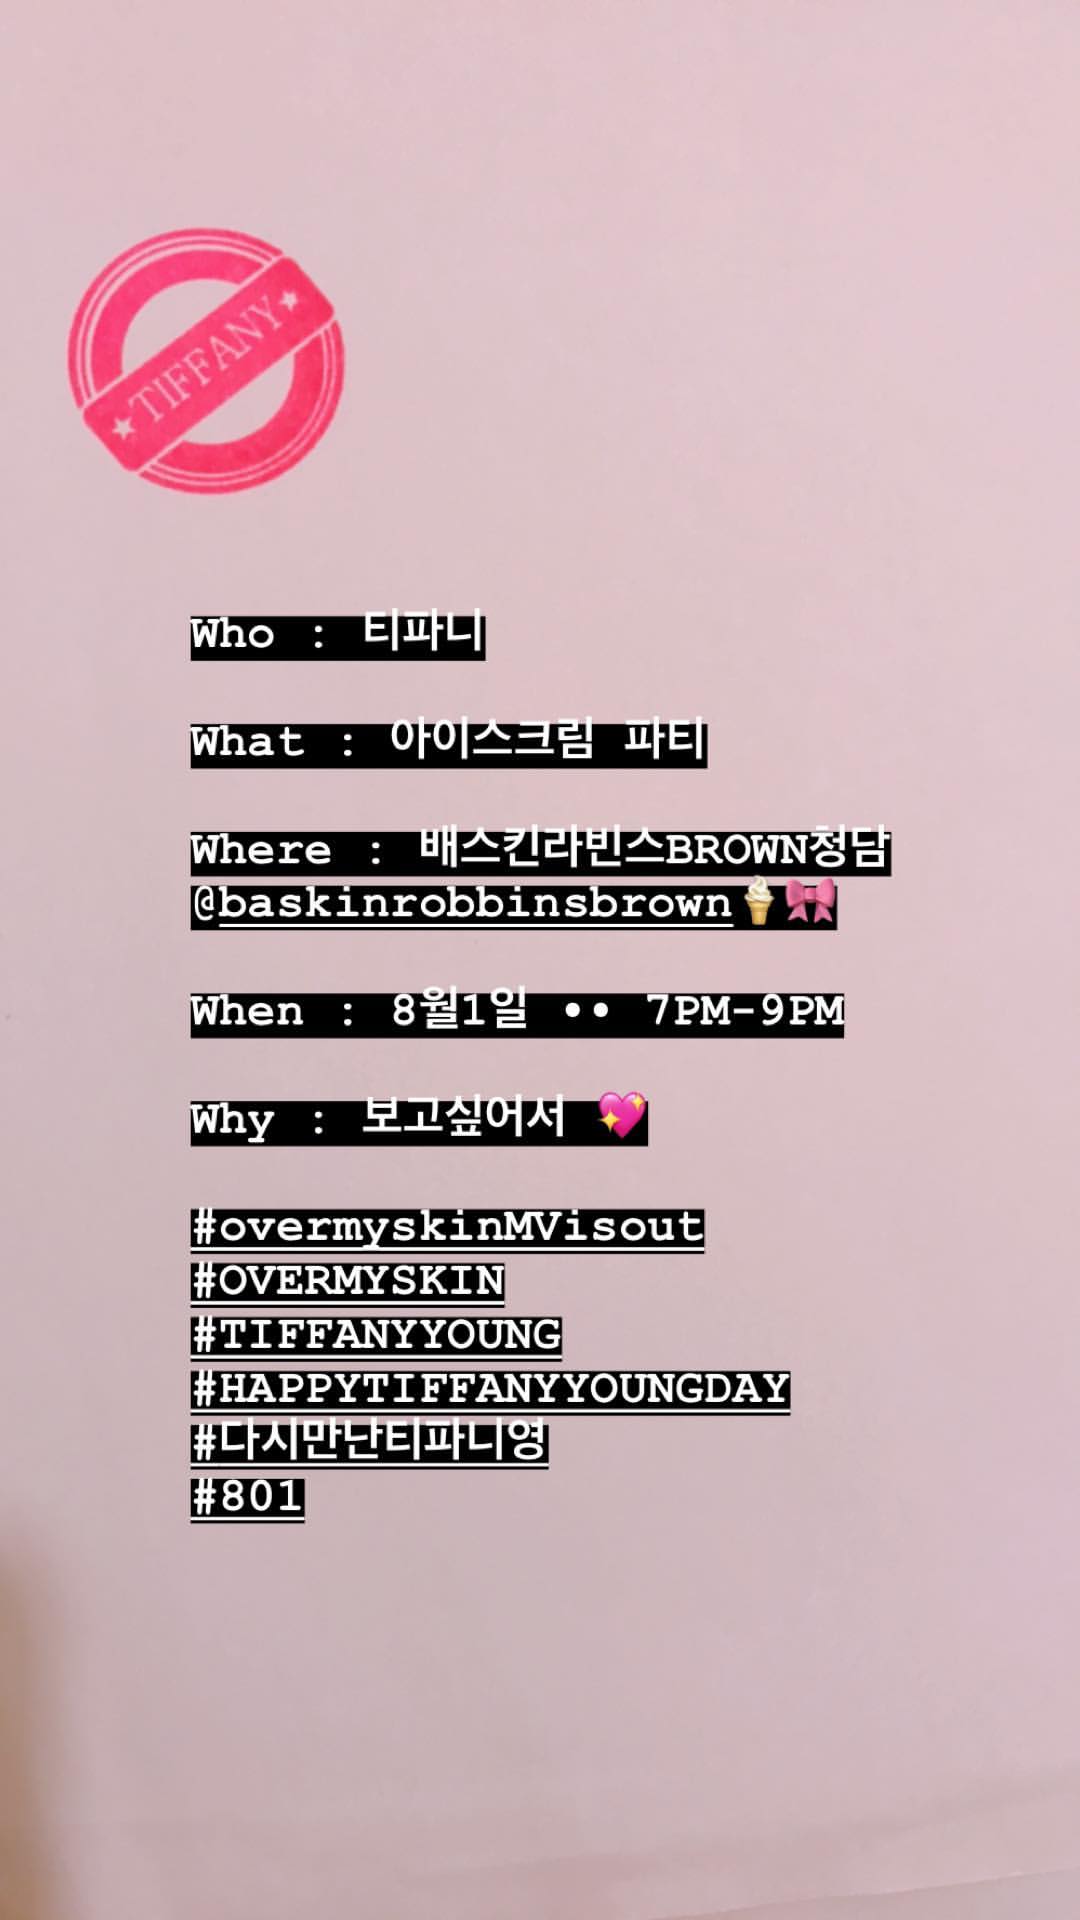 ★TIFFANY★
Who : 티파니
What : 아이스크림 파티
Where : 배스킨라빈스BROWN청담
@baskinrobbinsbrown🍦🎀
When : 8월1일 •• 7PM-9PM
Why : 보고싶어서 💖
#overmyskinMVisout
#OVERMYSKIN
#TIFFANYYOUNG
#HAPPYTIFFANYYOUNGDAY
#다시만난티파니영
#801